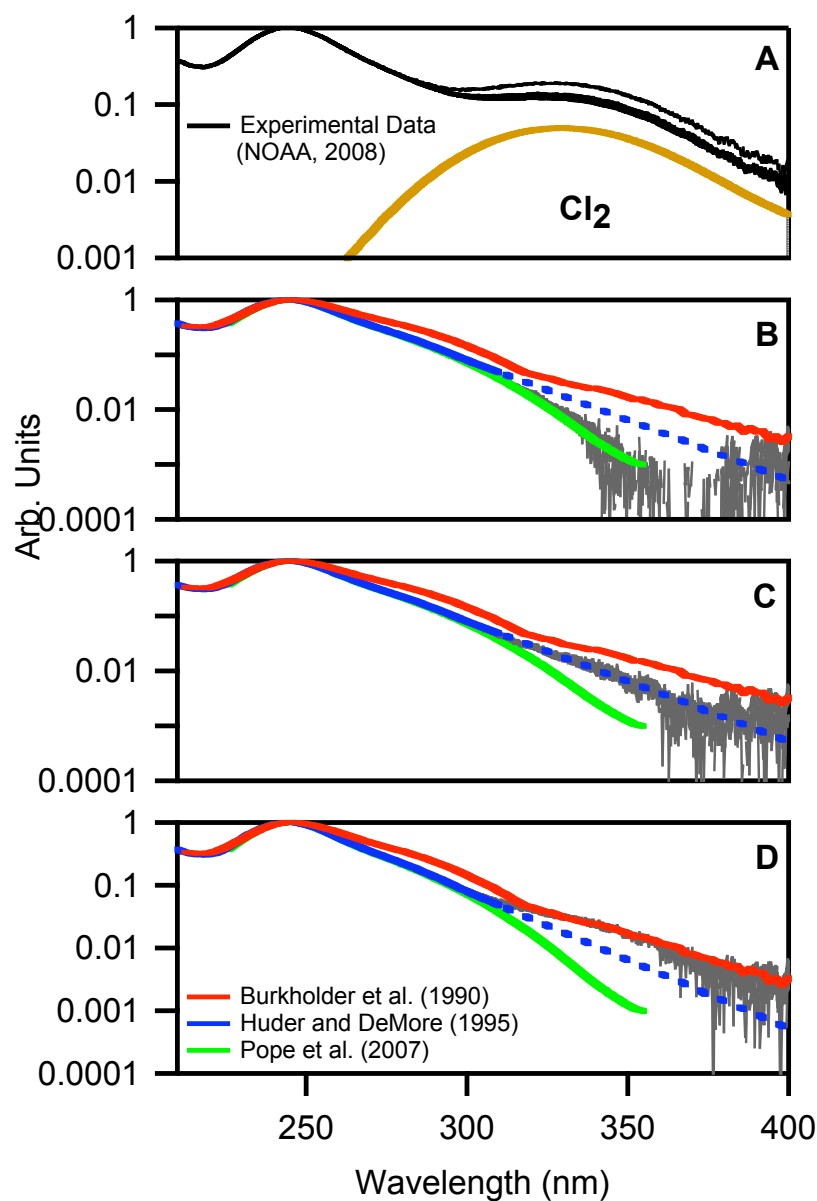 1
A
0.1
Experimental Data
(NOAA, 2008)
0.01
Cl2
0.001
1
B
0.01
0.0001
Arb. Units
1
C
0.01
0.0001
1
D
0.1
0.01
Burkholder et al. (1990)
0.001
Huder and DeMore (1995)
Pope et al. (2007)
0.0001
250 300 350 400
Wavelength (nm)